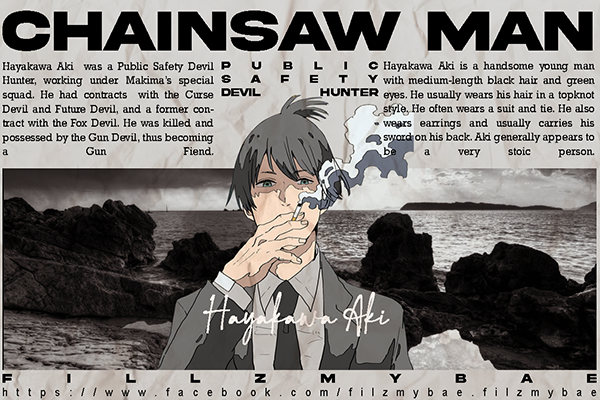 CHAINSAW MAN
Hayakawa Aki was a Public Safety Devil
Hunter, working under Makima's special
squad. He had contracts with the Curse
Devil and Future Devil, and a former con-
tract with the Fox Devil. He was killed and
possessed by the Gun Devil, thus becoming
a Gun Fiend.
PUBLIC
SAFETY
DEVIL HUNTER
Hayakawa Aki is a handsome young man
with medium-length black hair and green
eyes. He usually wears his hair in a topknot
style. He often wears a suit and tie. He also
wears earrings and usually carries his
sword on his back. Aki generally appears to
be a very stoic person.
Hayakawa Aki
FILZMYBAE
https://www.facebook.com/filzmybae.filzmybae